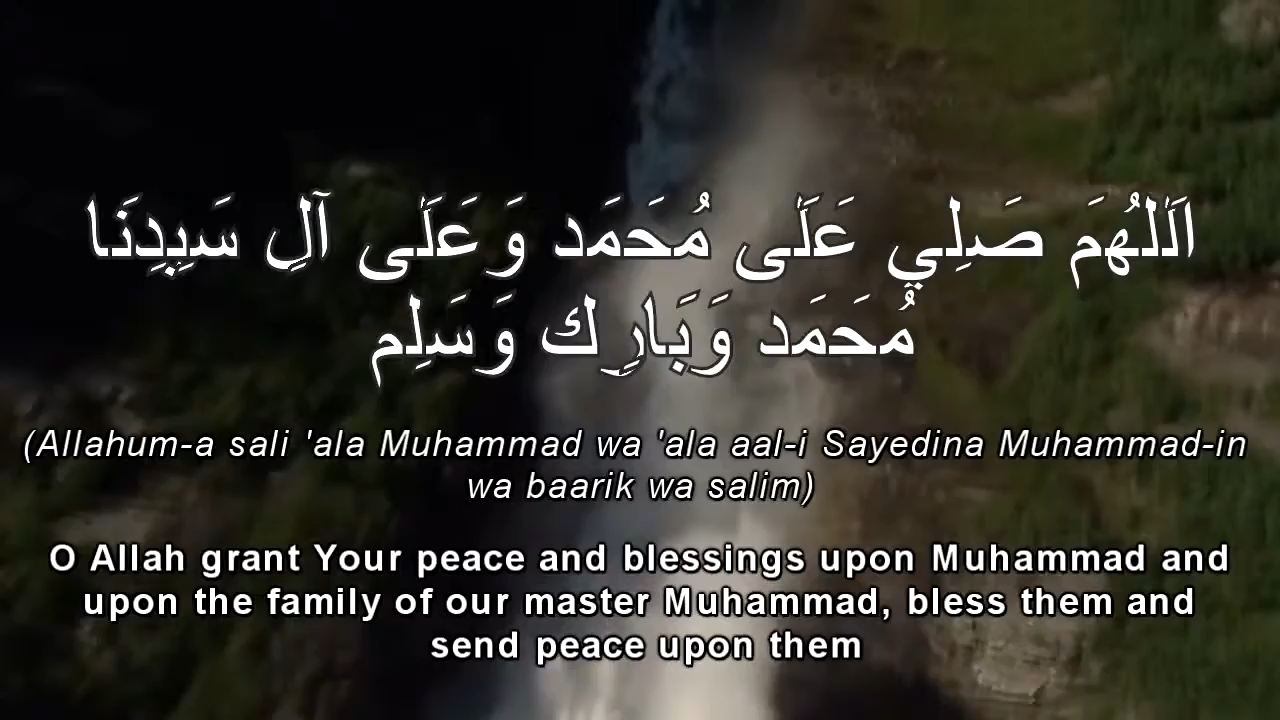 اَللهُمَ صَلِي عَلَى مُحَمَد وَعَلَى آلِ سَيِدِنَا
مُحَمَد وَبَارِك وَسَلِم
(Allahum-a sali 'ala Muhammad wa 'ala aal-i Sayedina Muhammad-in
wa baarik wa salim)
O Allah grant Your peace and blessings upon Muhammad and
upon the family of our master Muhammad, bless them and
send peace upon them